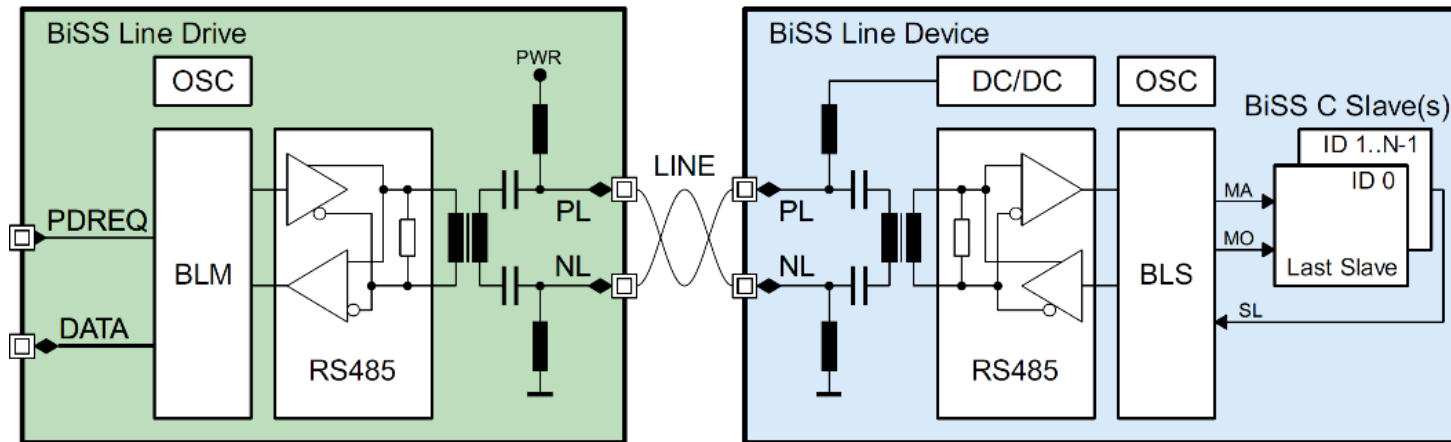 BiSS Line Drive
OSC
PWR
PDREQ
DATA
BLM
RS485
PL
NL
LINE
BiSS Line Device
DC/DC
OSC
PL
NL
RS485
BLS
MA
MO
SL
BiSS C Slave(s)
ID 1..N-1
ID 0
Last Slave